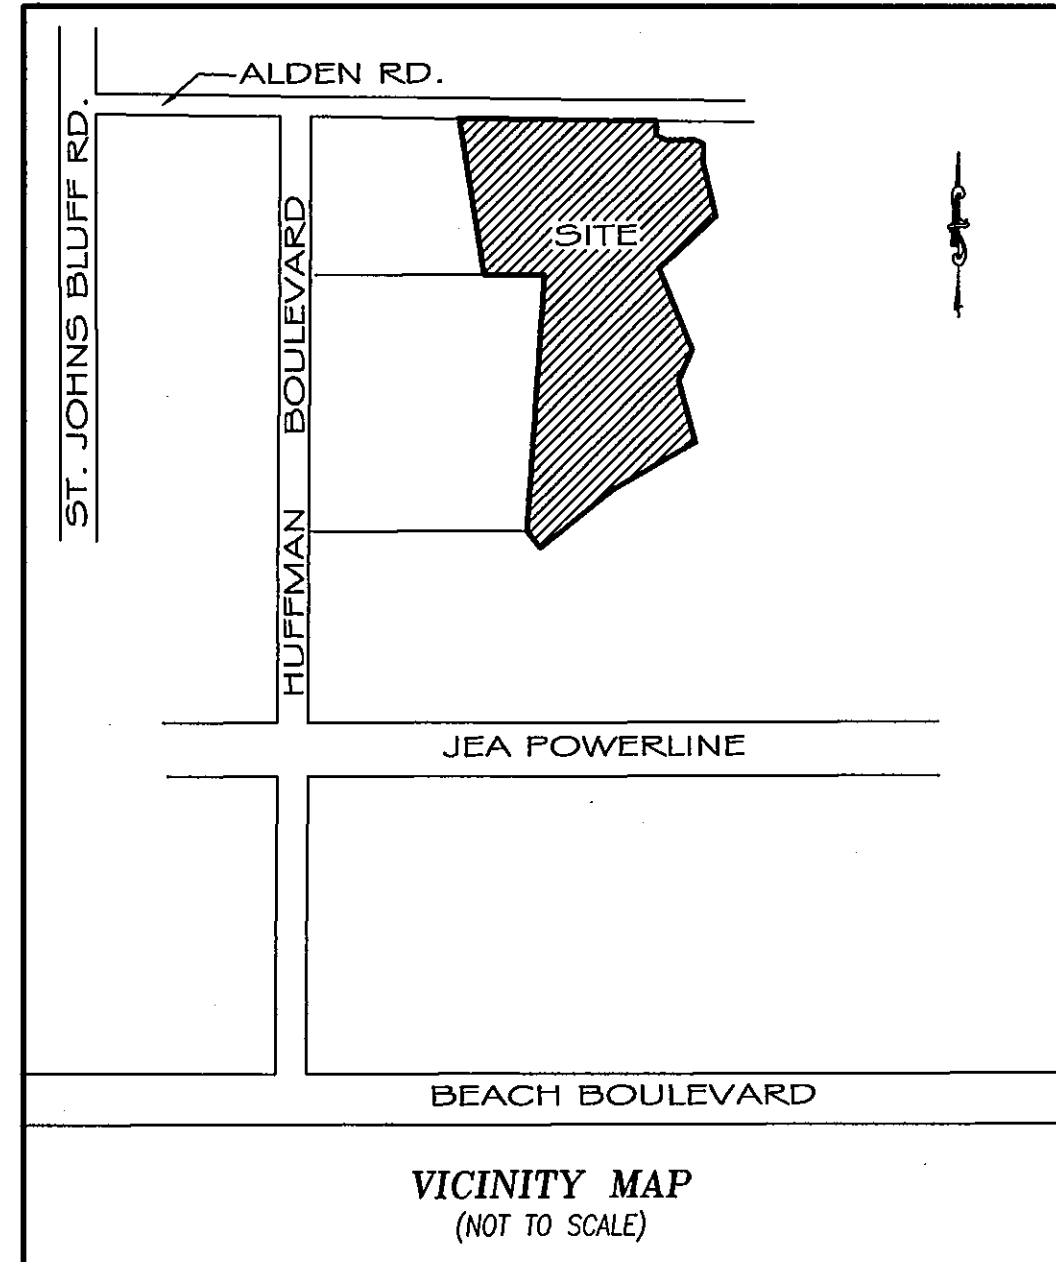 ALDEN RD.
ST. JOHNS BLUFF RD.
HUFFMAN BOULEVARD
SITE
JEA POWERLINE
BEACH BOULEVARD
VICINITY MAP
(NOT TO SCALE)